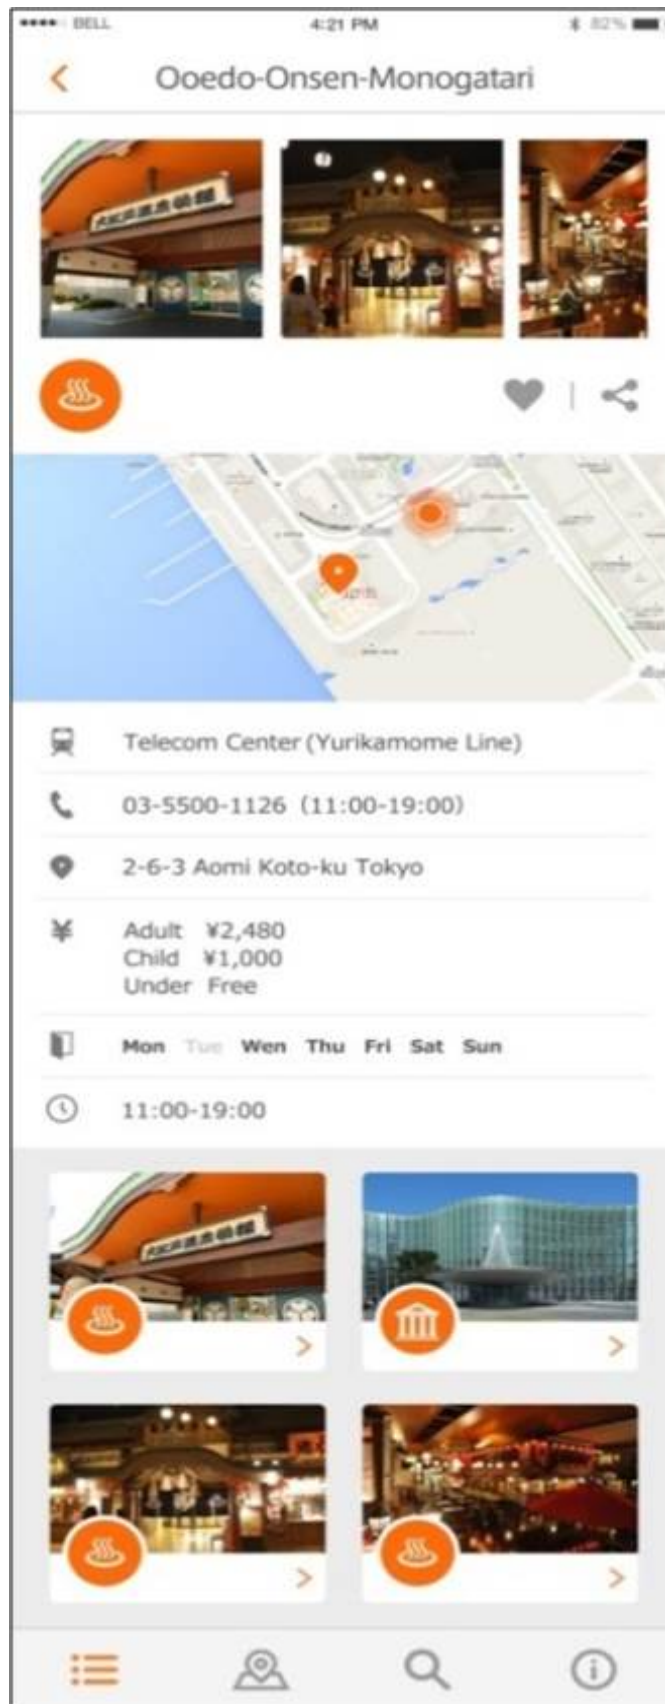 BELL 4:21 PM 82%
Ooedo-Onsen-Monogatari
Telecom Center (Yurikamome Line)
03-5500-1126 (11:00-19:00)
2-6-3 Aomi Koto-ku Tokyo
¥
Adult ¥2,480
Child ¥1,000
Under Free
Mon Tue Wen Thu Fri Sat Sun
11:00-19:00